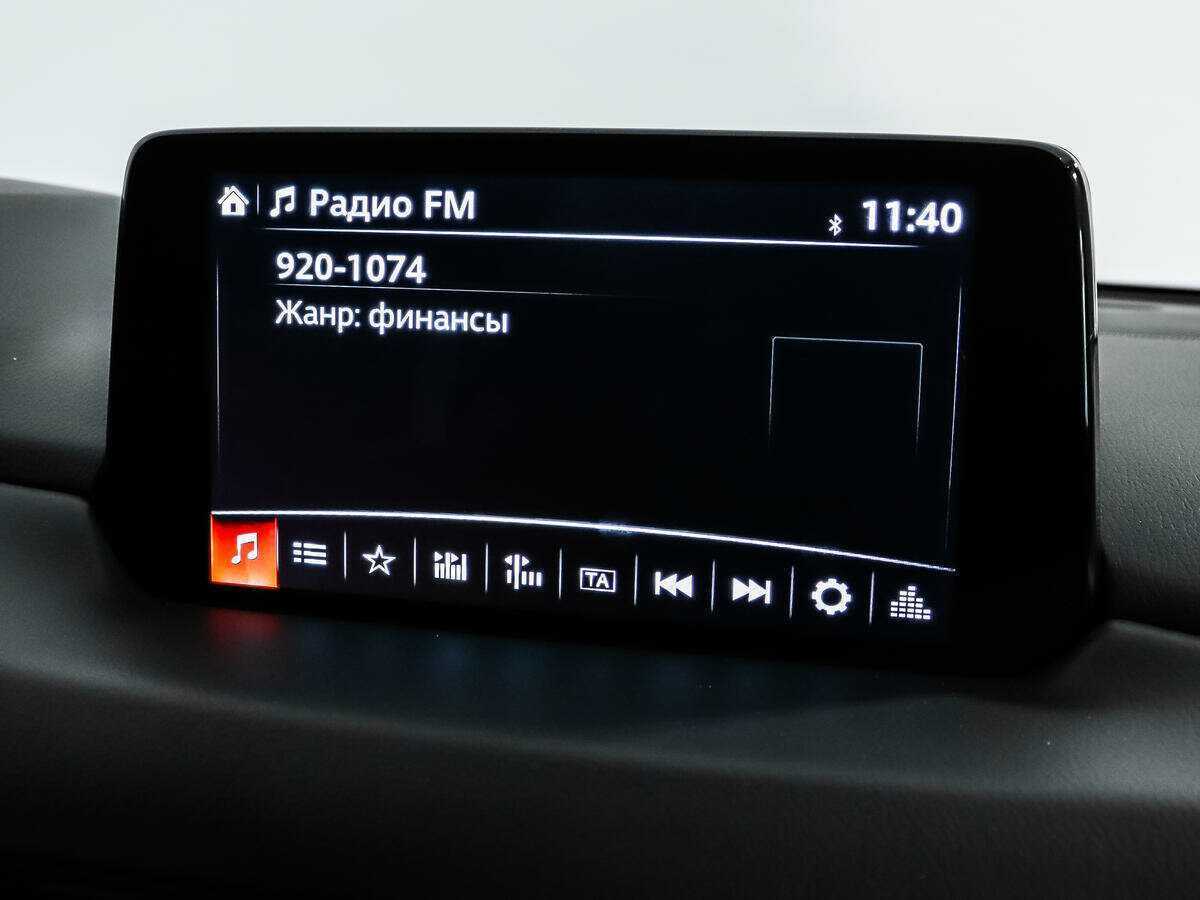 Радио FM
11:40
920-1074
Жанр: финансы
TA